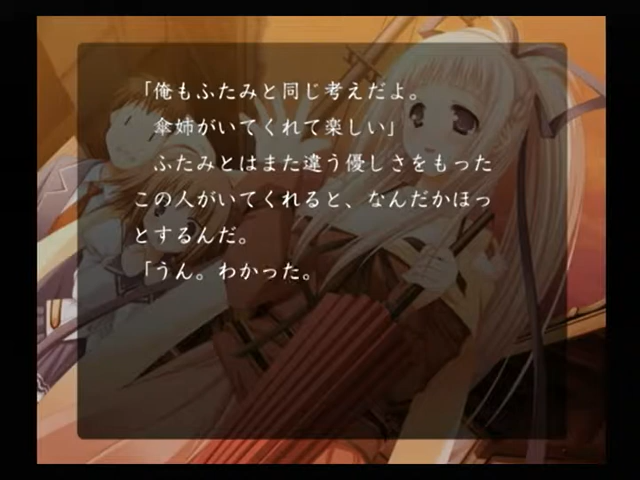 「俺もふたみと同じ考えだよ。
傘姉がいてくれて楽しい」
ふたみとはまた違う優しさをもった
この人がいてくれると、なんだかほっ
とするんだ。
「うん。わかった。